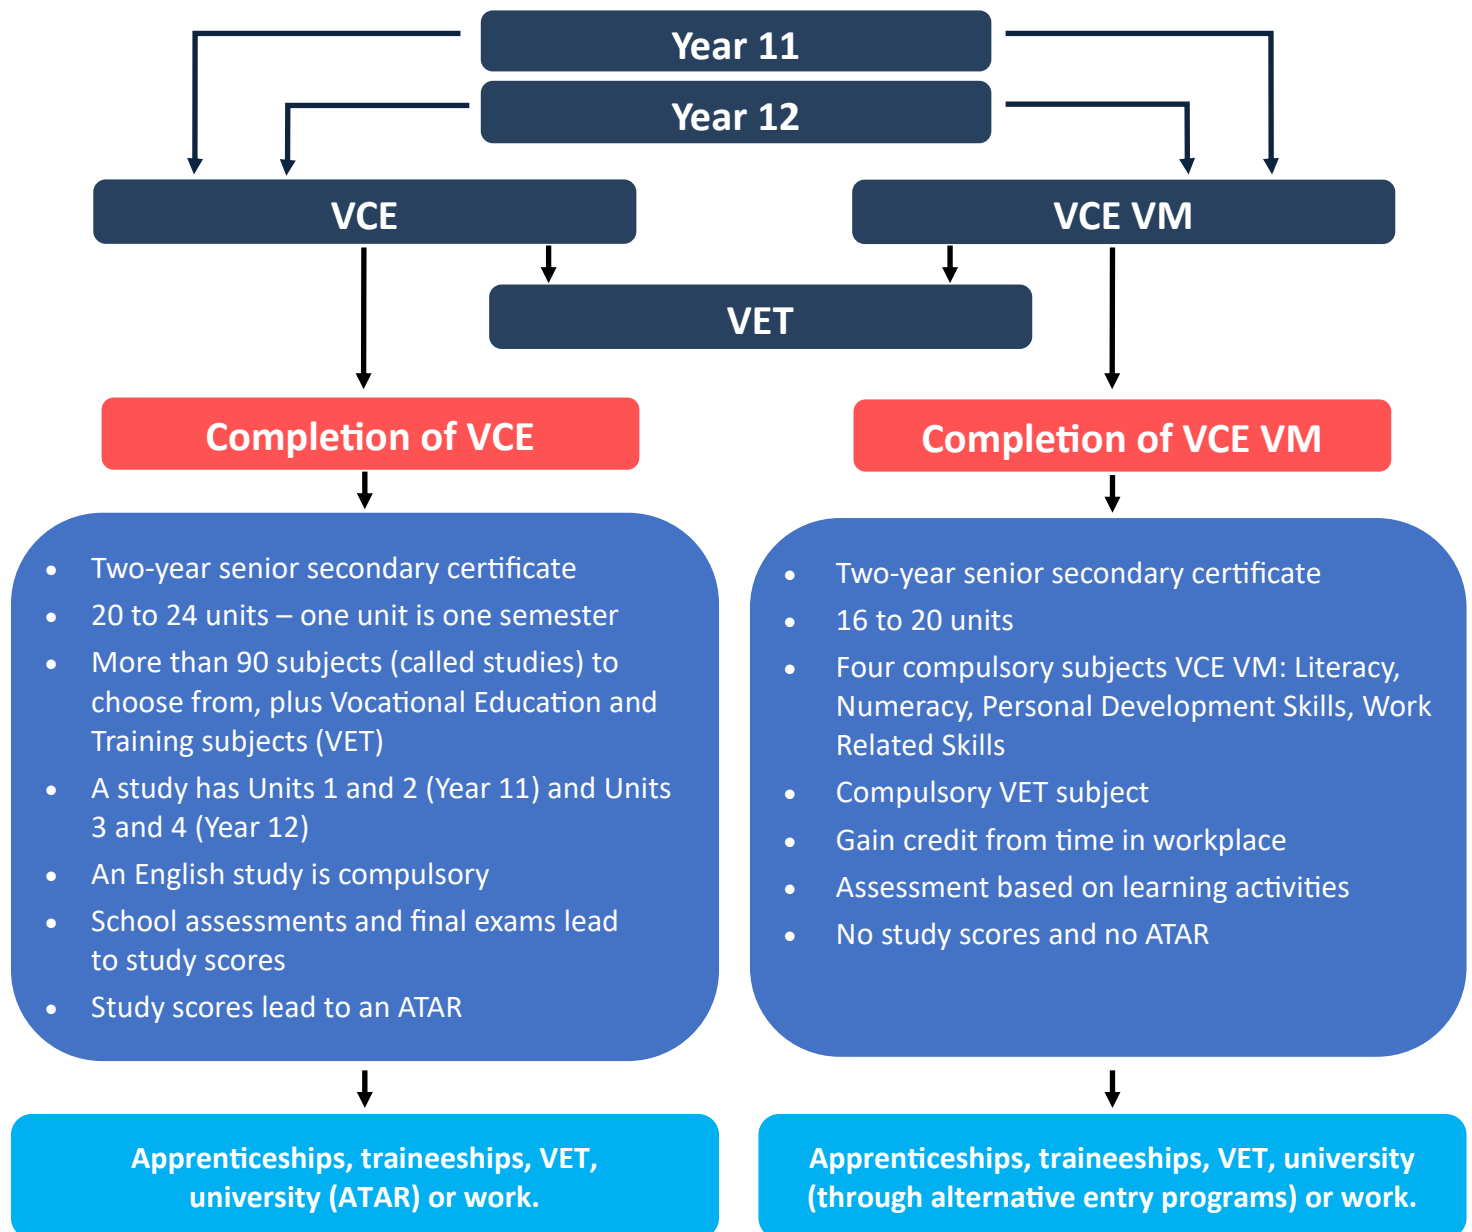 Year 11
Year 12
VCE
VCE VM
VET
Completion of VCE
• Two-year senior secondary certificate
• 20 to 24 units – one unit is one semester
• More than 90 subjects (called studies) to
choose from, plus Vocational Education and
Training subjects (VET)
• A study has Units 1 and 2 (Year 11) and Units
3 and 4 (Year 12)
• An English study is compulsory
• School assessments and final exams lead
to study scores
• Study scores lead to an ATAR
Apprenticeships, traineeships, VET,
university (ATAR) or work.
Completion of VCE VM
• Two-year senior secondary certificate
• 16 to 20 units
• Four compulsory subjects VCE VM: Literacy,
Numeracy, Personal Development Skills, Work
Related Skills
• Compulsory VET subject
• Gain credit from time in workplace
• Assessment based on learning activities
• No study scores and no ATAR
Apprenticeships, traineeships, VET, university
(through alternative entry programs) or work.